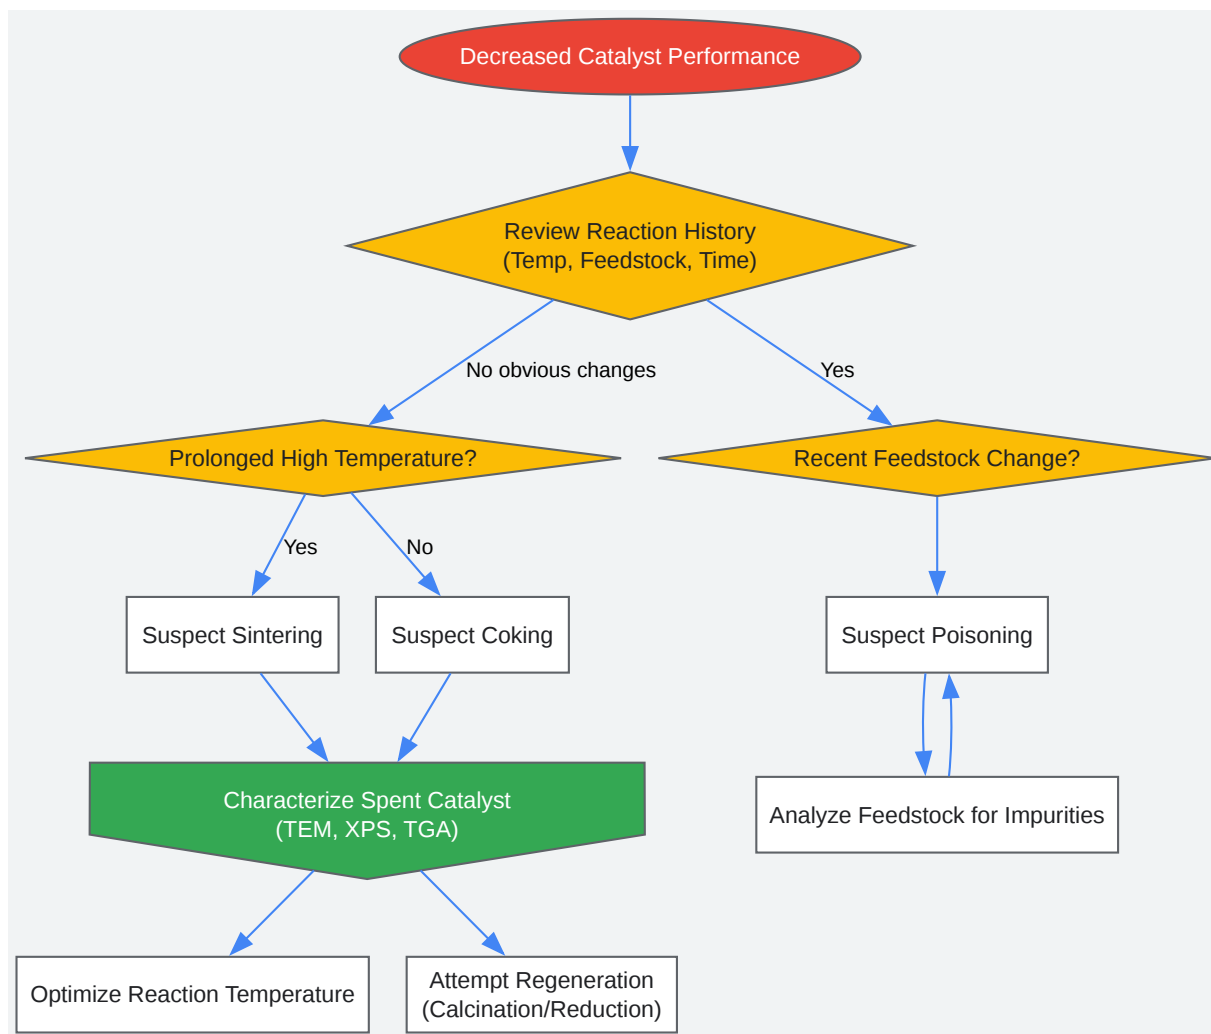 Decreased Catalyst Performance
Review Reaction History
(Temp, Feedstock, Time)
No obvious changes
Yes
Prolonged High Temperature?
Recent Feedstock Change?
Yes
No
Suspect Sintering
Suspect Coking
Suspect Poisoning
Characterize Spent Catalyst
(TEM, XPS, TGA)
Analyze Feedstock for Impurities
Optimize Reaction Temperature
Attempt Regeneration
(Calcination/Reduction)